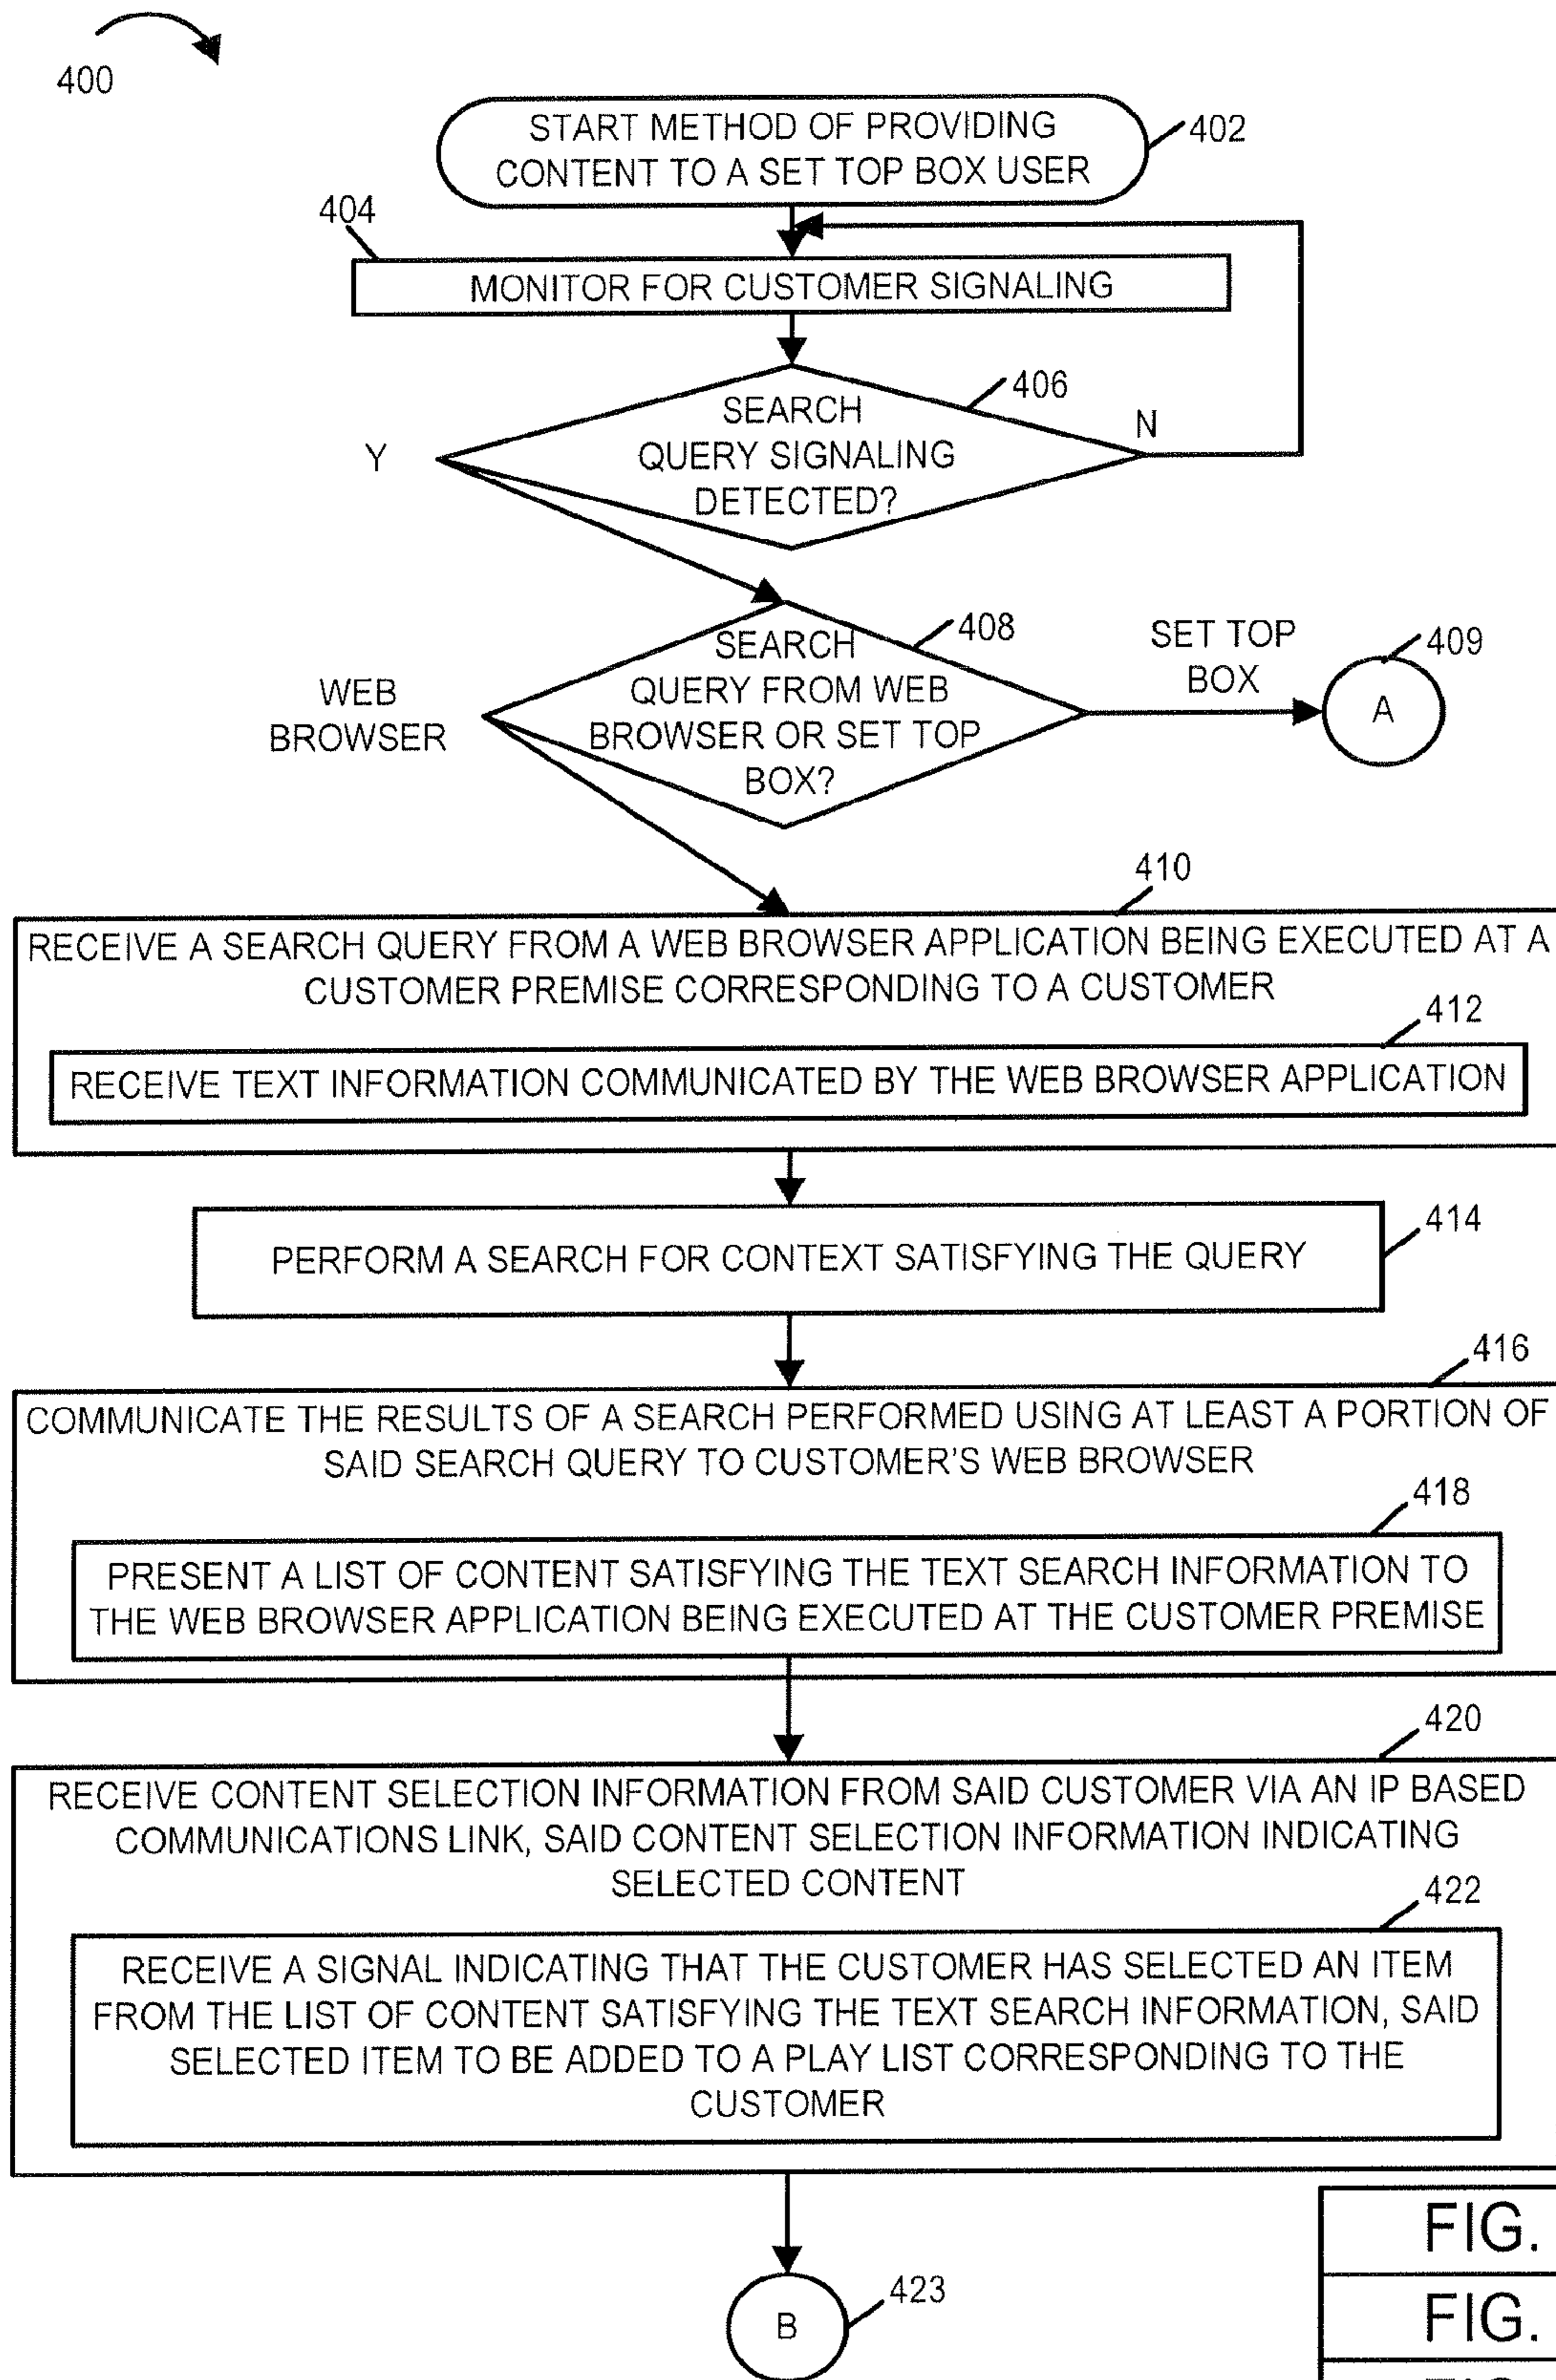 400
START METHOD OF PROVIDING
CONTENT TO A SET TOP BOX USER
402
404
MONITOR FOR CUSTOMER SIGNALING
406
SEARCH
QUERY SIGNALING
DETECTED?
Y
N
408
SEARCH
QUERY FROM WEB
BROWSER OR SET TOP
BOX?
WEB
BROWSER
SET TOP
BOX
409
A
410
RECEIVE A SEARCH QUERY FROM A WEB BROWSER APPLICATION BEING EXECUTED AT A
CUSTOMER PREMISE CORRESPONDING TO A CUSTOMER
412
RECEIVE TEXT INFORMATION COMMUNICATED BY THE WEB BROWSER APPLICATION
414
PERFORM A SEARCH FOR CONTEXT SATISFYING THE QUERY
416
COMMUNICATE THE RESULTS OF A SEARCH PERFORMED USING AT LEAST A PORTION OF
SAID SEARCH QUERY TO CUSTOMER'S WEB BROWSER
418
PRESENT A LIST OF CONTENT SATISFYING THE TEXT SEARCH INFORMATION TO
THE WEB BROWSER APPLICATION BEING EXECUTED AT THE CUSTOMER PREMISE
420
RECEIVE CONTENT SELECTION INFORMATION FROM SAID CUSTOMER VIA AN IP BASED
COMMUNICATIONS LINK, SAID CONTENT SELECTION INFORMATION INDICATING
SELECTED CONTENT
422
RECEIVE A SIGNAL INDICATING THAT THE CUSTOMER HAS SELECTED AN ITEM
FROM THE LIST OF CONTENT SATISFYING THE TEXT SEARCH INFORMATION, SAID
SELECTED ITEM TO BE ADDED TO A PLAY LIST CORRESPONDING TO THE
CUSTOMER
423
B
FIG.
FIG.